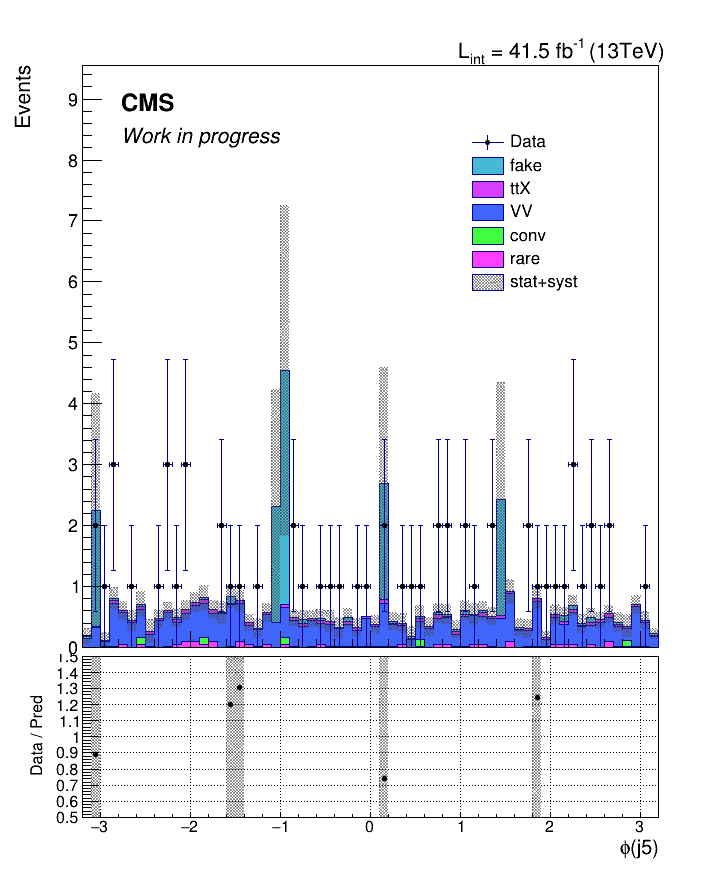 L_int = 41.5 fb^-1 (13TeV)
Events
CMS
Work in progress
Data
fake
ttX
VV
conv
rare
stat+syst
9
8
7
6
5
4
3
2
1
0
Data / Pred
1.5
1.4
1.3
1.2
1.1
1
0.9
0.8
0.7
0.6
0.5
−3 −2 −1 0 1 2 3
ϕ(j5)